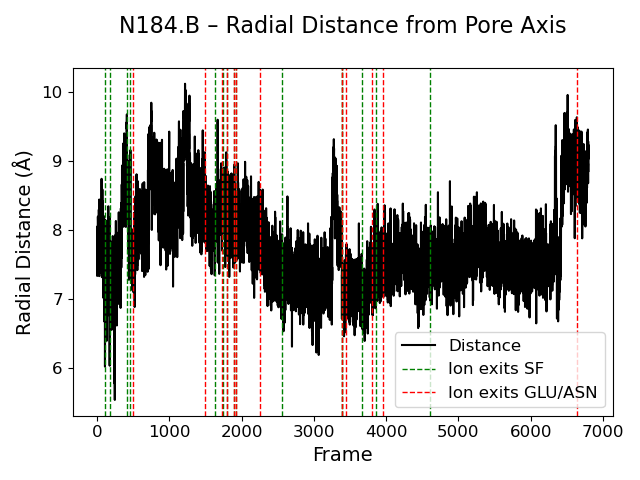 N184.B – Radial Distance from Pore Axis
Radial Distance (Å)
10
9
8
7
6
Distance
Ion exits SF
Ion exits GLU/ASN
0 1000 2000 3000 4000 5000 6000 7000
Frame